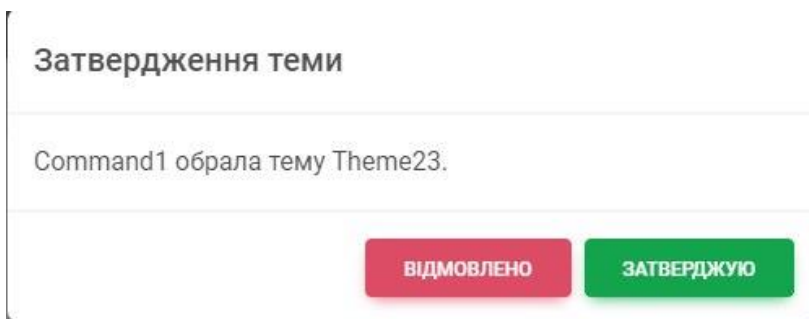 Затвердження теми
Command1 обрала тему Theme23.
ВІДМОВЛЕНО ЗАТВЕРДЖУЮ